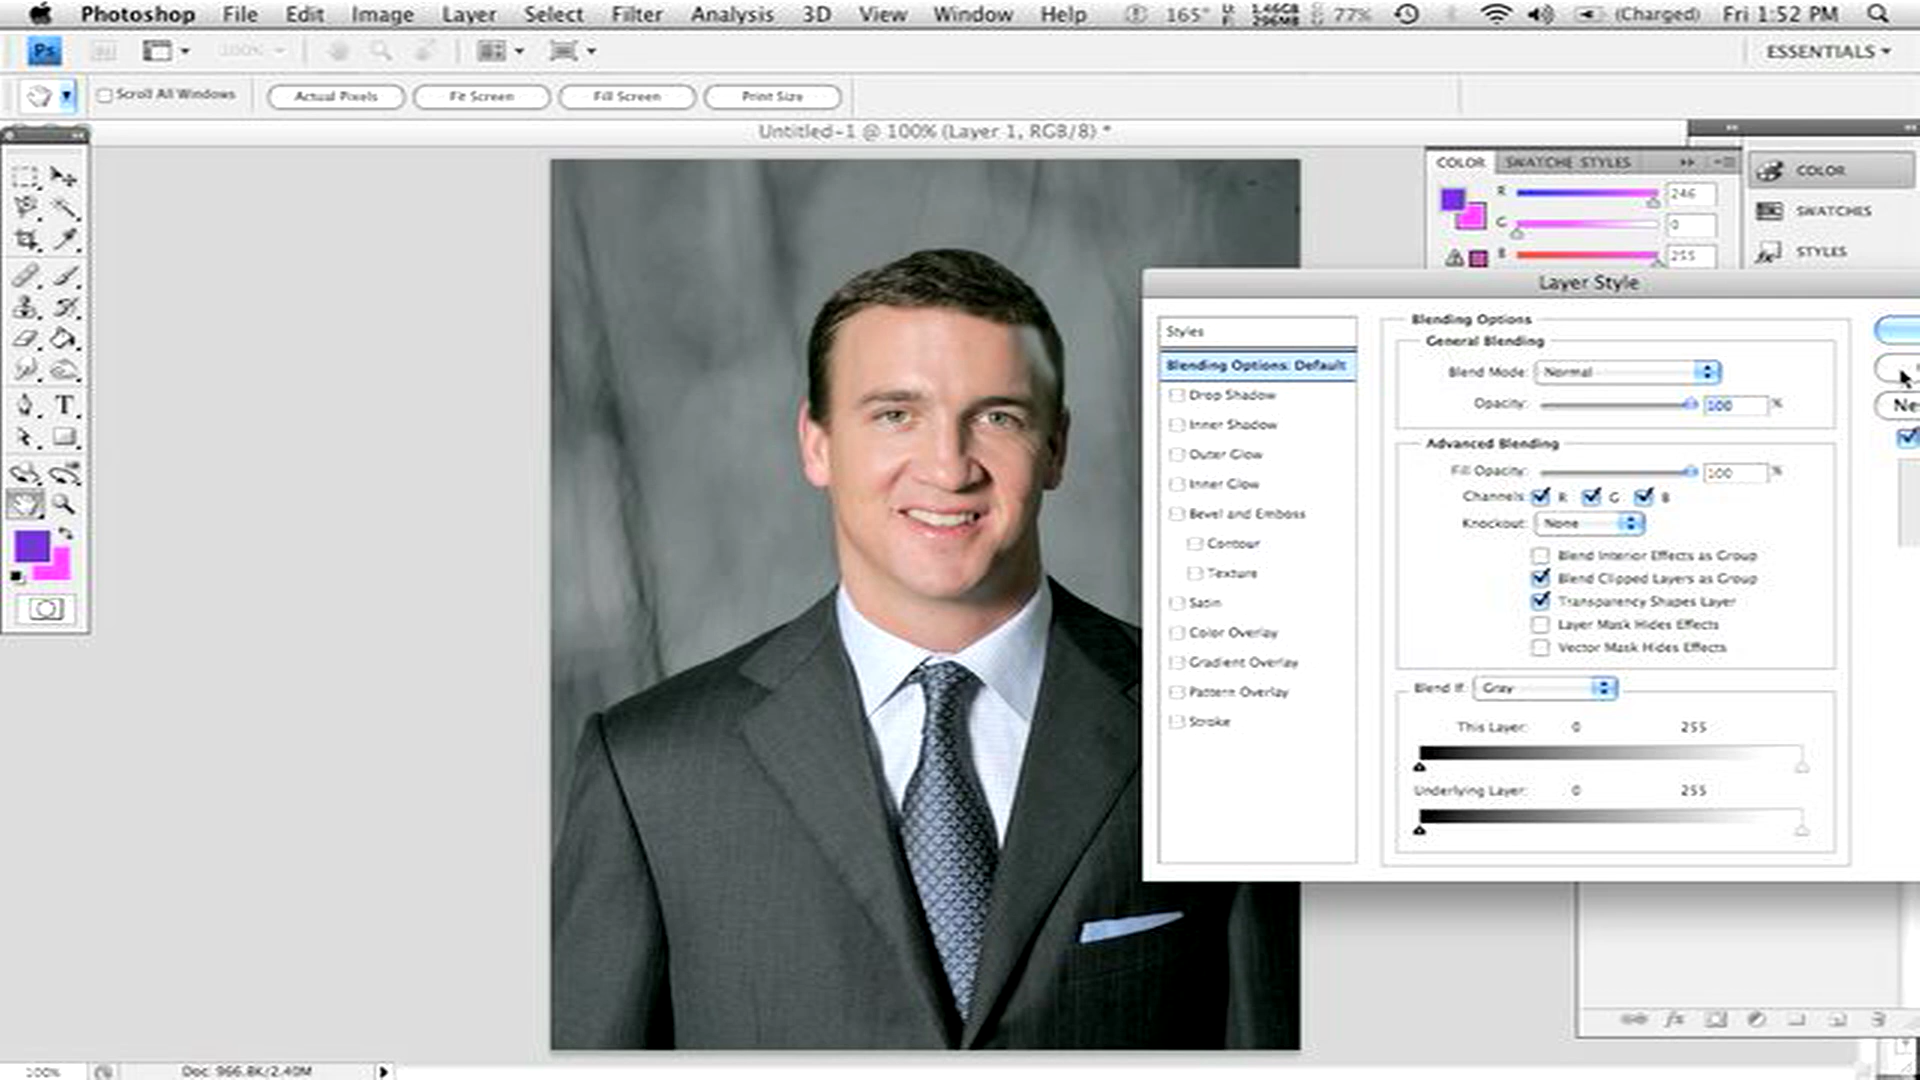 Photoshop File Edit Image Layer Select Filter Analysis 3D View Window Help 165° 1.46GB 296MB 77% (Charged) Fri 1:52 PM
Ps 100% ESSENTIALS
Scroll All Windows Actual Pixels Fit Screen Fill Screen Print Size
Untitled-1 @ 100% (Layer 1, RGB/8) *
COLOR SWATCHE STYLES
R 246
G 0
B 255
COLOR
SWATCHES
STYLES
T
Layer Style
Styles
Blending Options: Default
Drop Shadow
Inner Shadow
Outer Glow
Inner Glow
Bevel and Emboss
Contour
Texture
Satin
Color Overlay
Gradient Overlay
Pattern Overlay
Stroke
Blending Options
General Blending
Blend Mode: Normal
Opacity: 100 %
Advanced Blending
Fill Opacity: 100 %
Channels: R G B
Knockout: None
Blend Interior Effects as Group
Blend Clipped Layers as Group
Transparency Shapes Layer
Layer Mask Hides Effects
Vector Mask Hides Effects
Blend If: Gray
This Layer: 0 255
Underlying Layer: 0 255
Ne
fx
100% Doc: 966.8K/2.40M